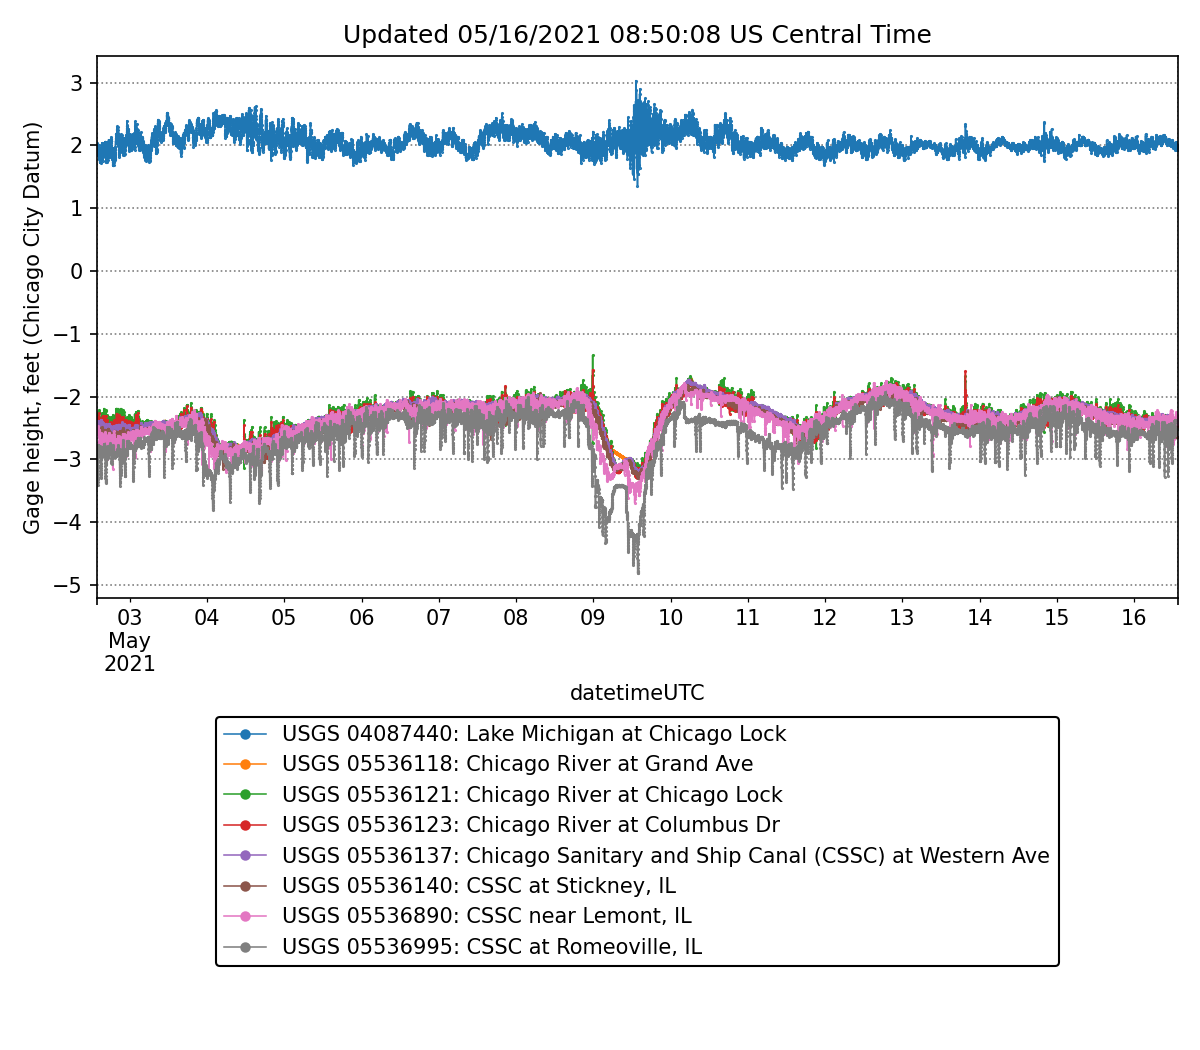 Updated 05/16/2021 08:50:08 US Central Time
Gage height, feet (Chicago City Datum)
3
2
1
0
−1
−2
−3
−4
−5
03 04 05 06 07 08 09 10 11 12 13 14 15 16
May
2021
datetimeUTC
USGS 04087440: Lake Michigan at Chicago Lock
USGS 05536118: Chicago River at Grand Ave
USGS 05536121: Chicago River at Chicago Lock
USGS 05536123: Chicago River at Columbus Dr
USGS 05536137: Chicago Sanitary and Ship Canal (CSSC) at Western Ave
USGS 05536140: CSSC at Stickney, IL
USGS 05536890: CSSC near Lemont, IL
USGS 05536995: CSSC at Romeoville, IL